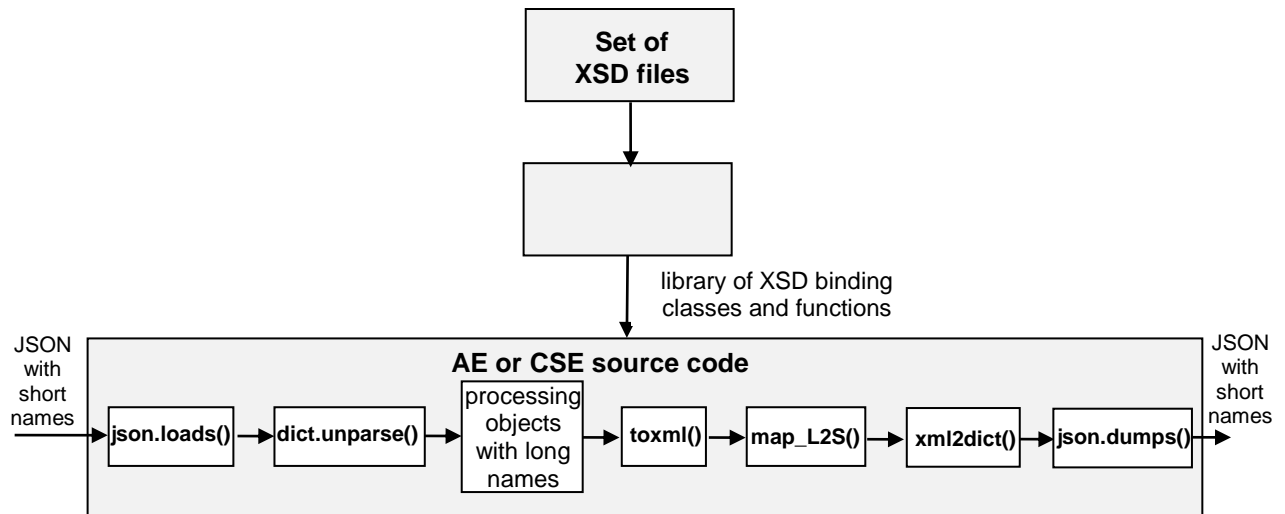 Set of
XSD files
library of XSD binding
classes and functions
JSON
with
short
names
AE or CSE source code
JSON
with
short
names
json.loads()
dict.unparse()
processing
objects
with long
names
toxml()
map_L2S()
xml2dict()
json.dumps()